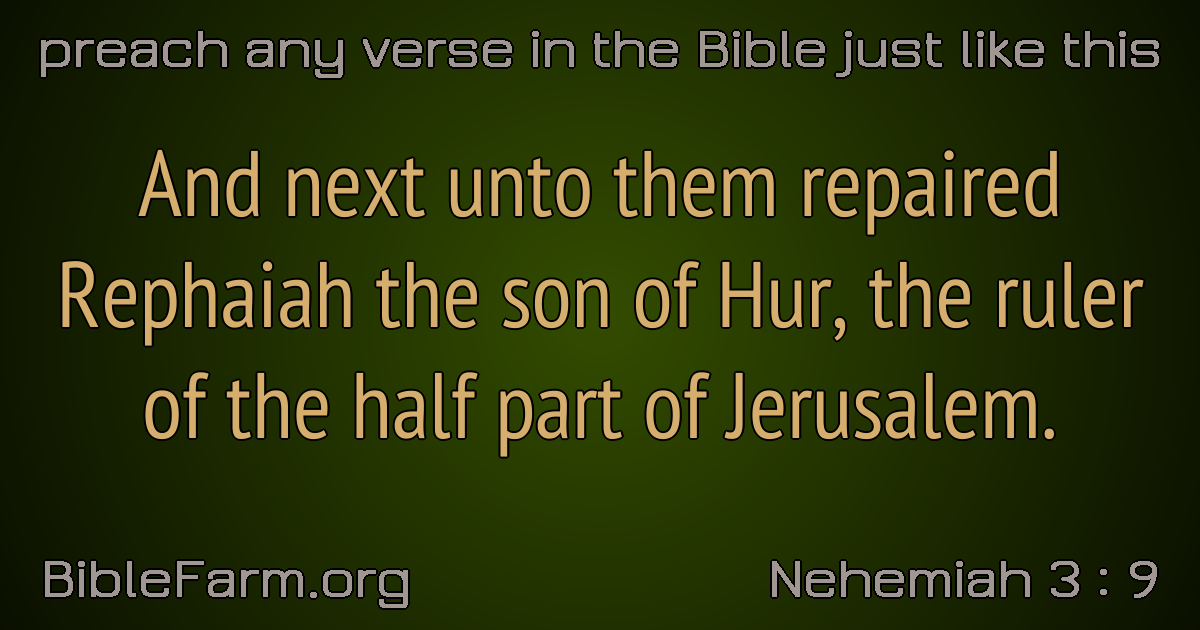 preach any verse in the Bible just like this
And next unto them repaired
Rephaiah the son of Hur, the ruler
of the half part of Jerusalem.
BibleFarm.org
Nehemiah 3 : 9